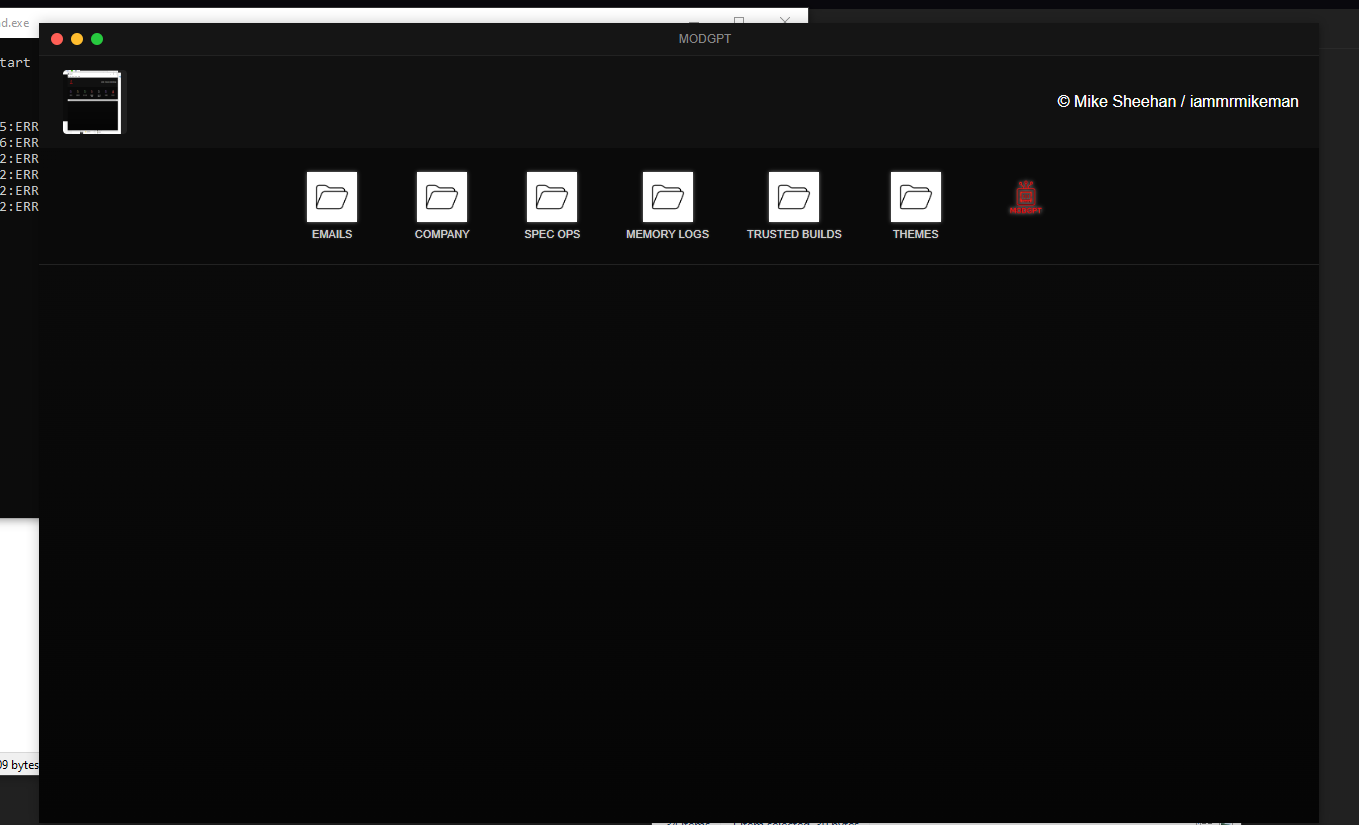 d.exe
MODGPT
tart
© Mike Sheehan / iammrmikeman
5:ERR
6:ERR
2:ERR
2:ERR
2:ERR
2:ERR
EMAILS
COMPANY
SPEC OPS
MEMORY LOGS
TRUSTED BUILDS
THEMES
MODGPT
09 bytes